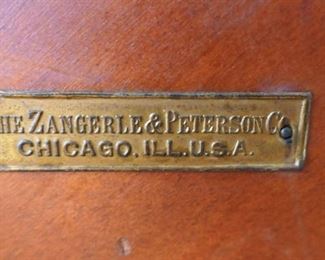 HE ZANGERLE & PETERSON Co
CHICAGO, ILL. U.S.A.